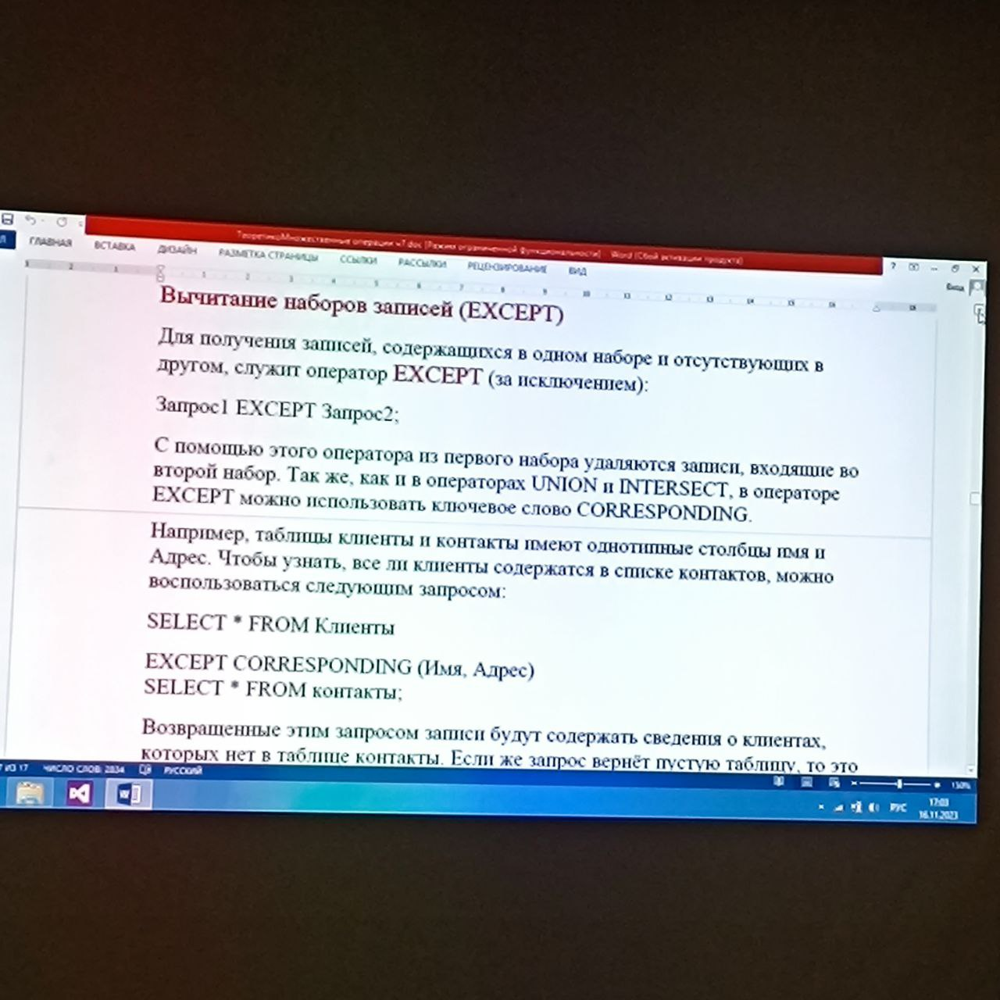 ТеоретикоМножественные операции ч7.doc [Режим ограниченной функциональности] - Word (Сбой активации продукта)
ГЛАВНАЯ ВСТАВКА ДИЗАЙН РАЗМЕТКА СТРАНИЦЫ ССЫЛКИ РАССЫЛКИ РЕЦЕНЗИРОВАНИЕ ВИД
Вход
Вычитание наборов записей (EXCEPT)
Для получения записей, содержащихся в одном наборе и отсутствующих в
другом, служит оператор EXCEPT (за исключением):
Запрос1 EXCEPT Запрос2;
С помощью этого оператора из первого набора удаляются записи, входящие во
второй набор. Так же, как и в операторах UNION и INTERSECT, в операторе
EXCEPT можно использовать ключевое слово CORRESPONDING.
Например, таблицы клиенты и контакты имеют однотипные столбцы имя и
Адрес. Чтобы узнать, все ли клиенты содержатся в списке контактов, можно
воспользоваться следующим запросом:
SELECT * FROM Клиенты
EXCEPT CORRESPONDING (Имя, Адрес)
SELECT * FROM контакты;
Возвращенные этим запросом записи будут содержать сведения о клиентах,
которых нет в таблице контакты. Если же запрос вернёт пустую таблицу, то это
ИЗ 17 ЧИСЛО СЛОВ: 2834 РУССКИЙ 150%
РУС 17:03
16.11.2023